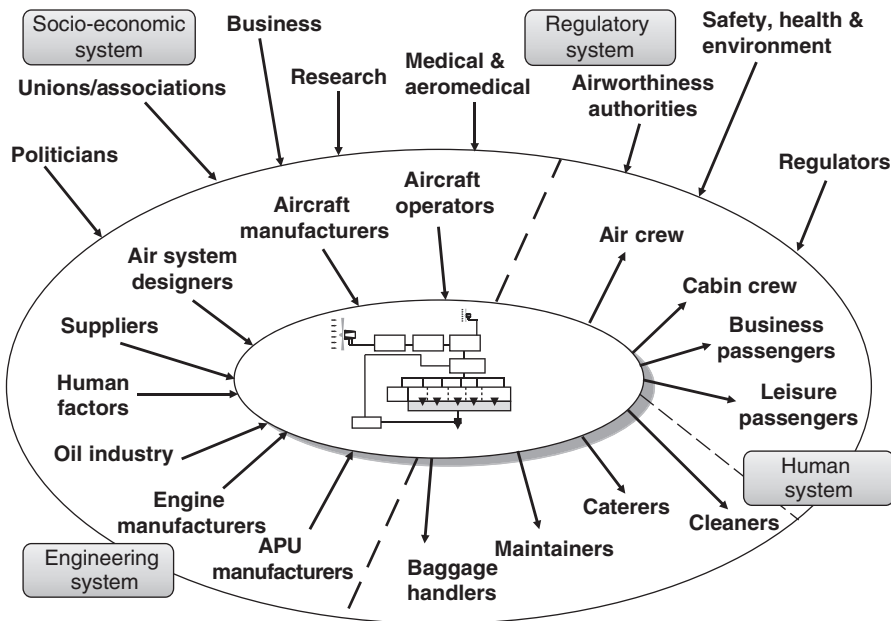 Socio-economic
system
Business
Regulatory
system
Safety, health &
environment
Unions/associations
Research
Medical &
aeromedical
Airworthiness
authorities
Politicians
Regulators
Aircraft
manufacturers
Aircraft
operators
Air crew
Air system
designers
Cabin crew
Suppliers
Business
passengers
Human
factors
Leisure
passengers
Oil industry
Human
system
Engine
manufacturers
Caterers
Cleaners
APU
manufacturers
Maintainers
Baggage
handlers
Engineering
system